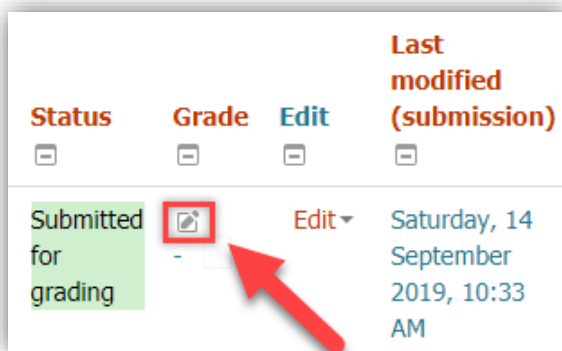 Status
Grade
Edit
Last
modified
(submission)
Submitted
for
grading
-
Edit
Saturday, 14
September
2019, 10:33
AM